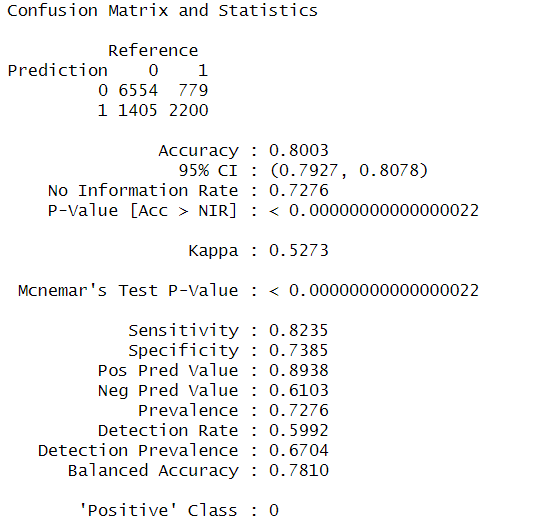 Confusion Matrix and Statistics
Reference
Prediction 0 1
0 6554 779
1 1405 2200
Accuracy : 0.8003
95% CI : (0.7927, 0.8078)
No Information Rate : 0.7276
P-Value [Acc > NIR] : < 0.00000000000000022
Kappa : 0.5273
Mcnemar's Test P-Value : < 0.00000000000000022
Sensitivity : 0.8235
Specificity : 0.7385
Pos Pred Value : 0.8938
Neg Pred Value : 0.6103
Prevalence : 0.7276
Detection Rate : 0.5992
Detection Prevalence : 0.6704
Balanced Accuracy : 0.7810
'Positive' Class : 0